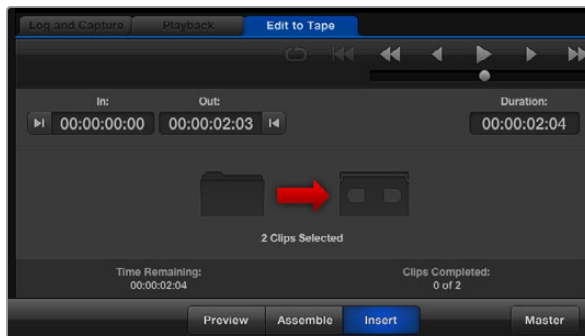 Log and Capture Playback Edit to Tape
In: Out: Duration:
00:00:00:00 00:00:02:03 00:00:02:04
2 Clips Selected
Time Remaining: Clips Completed:
00:00:02:04 0 of 2
Preview Assemble Insert Master